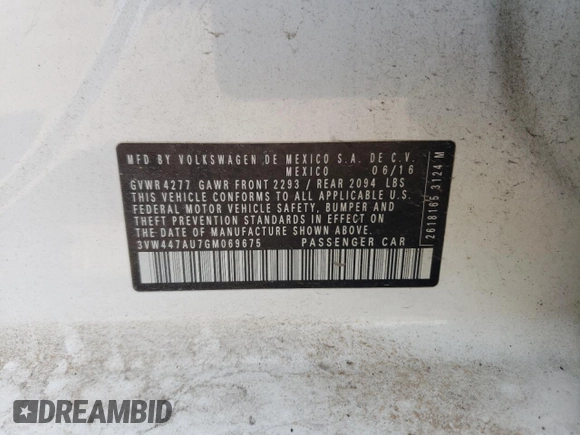 MFD BY VOLKSWAGEN DE MEXICO S.A. DE C.V.
MEXICO 06/16
GVWR4277 GAWR FRONT 2293 / REAR 2094 LBS
THIS VEHICLE CONFORMS TO ALL APPLICABLE U.S.
FEDERAL MOTOR VEHICLE SAFETY, BUMPER AND
THEFT PREVENTION STANDARDS IN EFFECT ON
THE DATE OF MANUFACTURE SHOWN ABOVE.
3VW447AU7GM069675 PASSENGER CAR
2618165 3124 M
DREAMBID